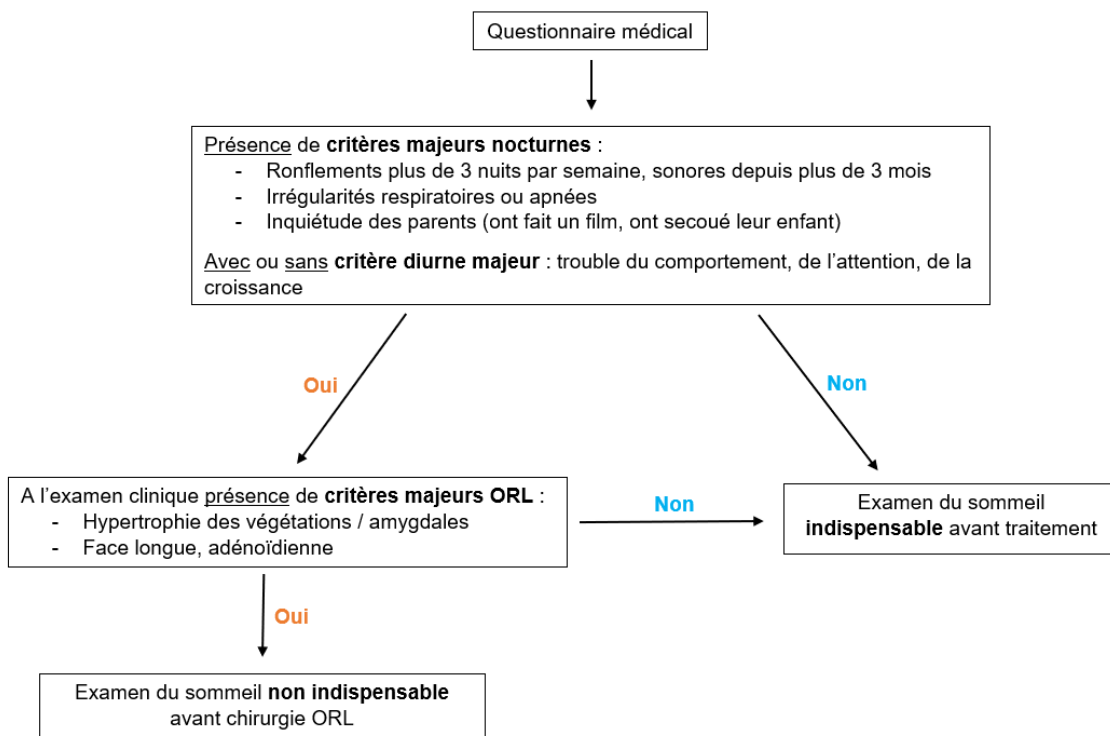 Questionnaire médical
Présence de critères majeurs nocturnes :
- Ronflements plus de 3 nuits par semaine, sonores depuis plus de 3 mois
- Irrégularités respiratoires ou apnées
- Inquiétude des parents (ont fait un film, ont secoué leur enfant)
Avec ou sans critère diurne majeur : trouble du comportement, de l’attention, de la
croissance
Oui
Non
A l’examen clinique présence de critères majeurs ORL :
- Hypertrophie des végétations / amygdales
- Face longue, adénoïdienne
Non
Examen du sommeil
indispensable avant traitement
Oui
Examen du sommeil non indispensable
avant chirurgie ORL